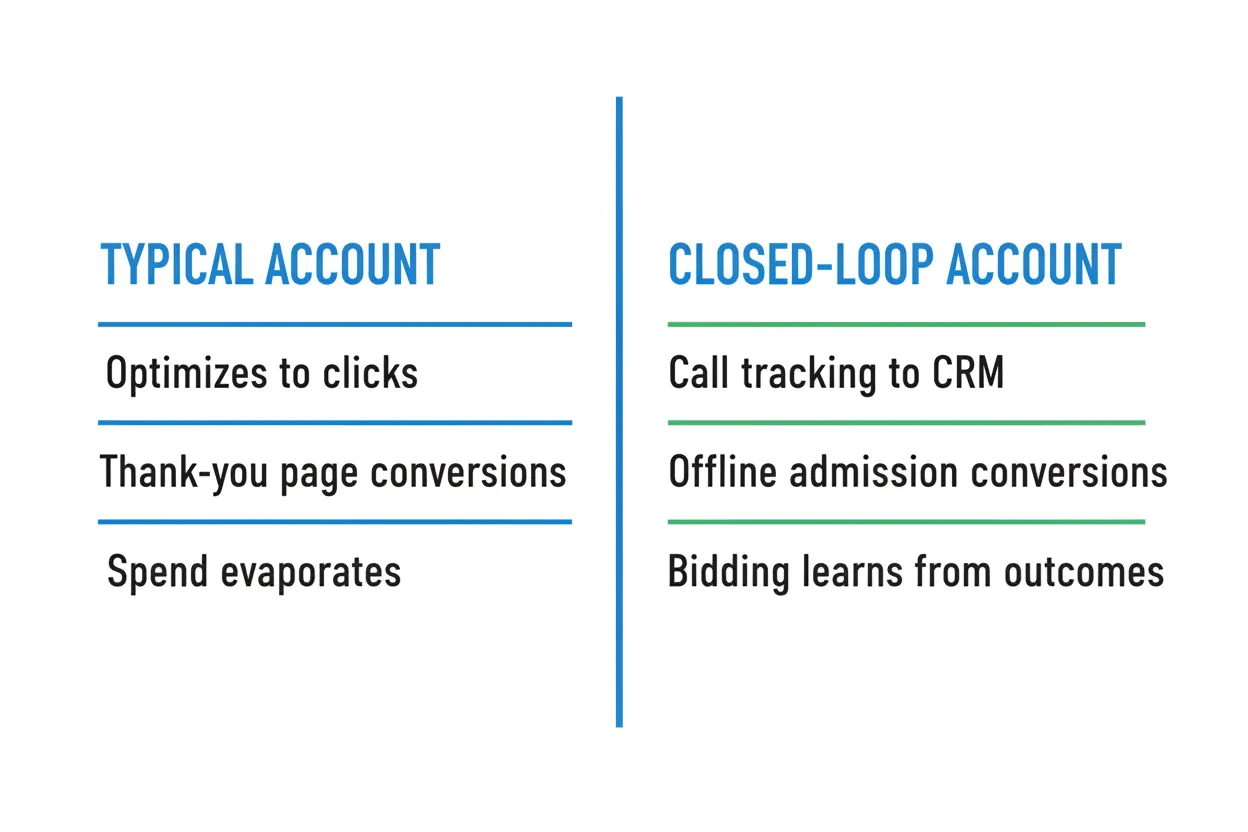 TYPICAL ACCOUNT
Optimizes to clicks
Thank-you page conversions
Spend evaporates
CLOSED-LOOP ACCOUNT
Call tracking to CRM
Offline admission conversions
Bidding learns from outcomes